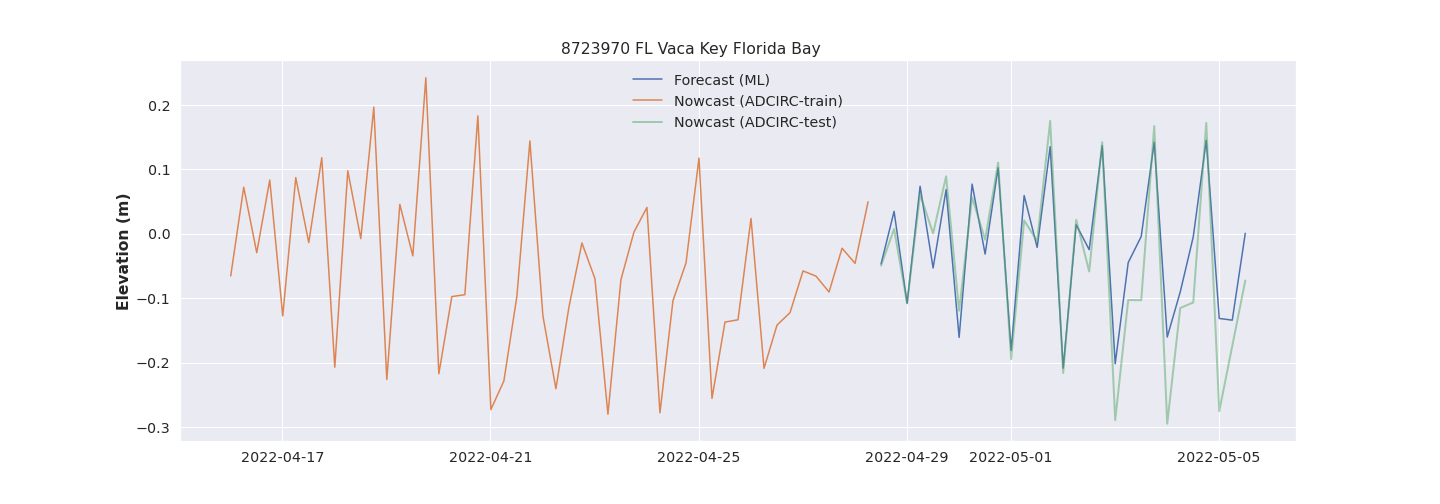 8723970 FL Vaca Key Florida Bay
Forecast (ML)
Nowcast (ADCIRC-train)
Nowcast (ADCIRC-test)
Elevation (m)
0.2
0.1
0.0
−0.1
−0.2
−0.3
2022-04-17 2022-04-21 2022-04-25 2022-04-29 2022-05-01 2022-05-05